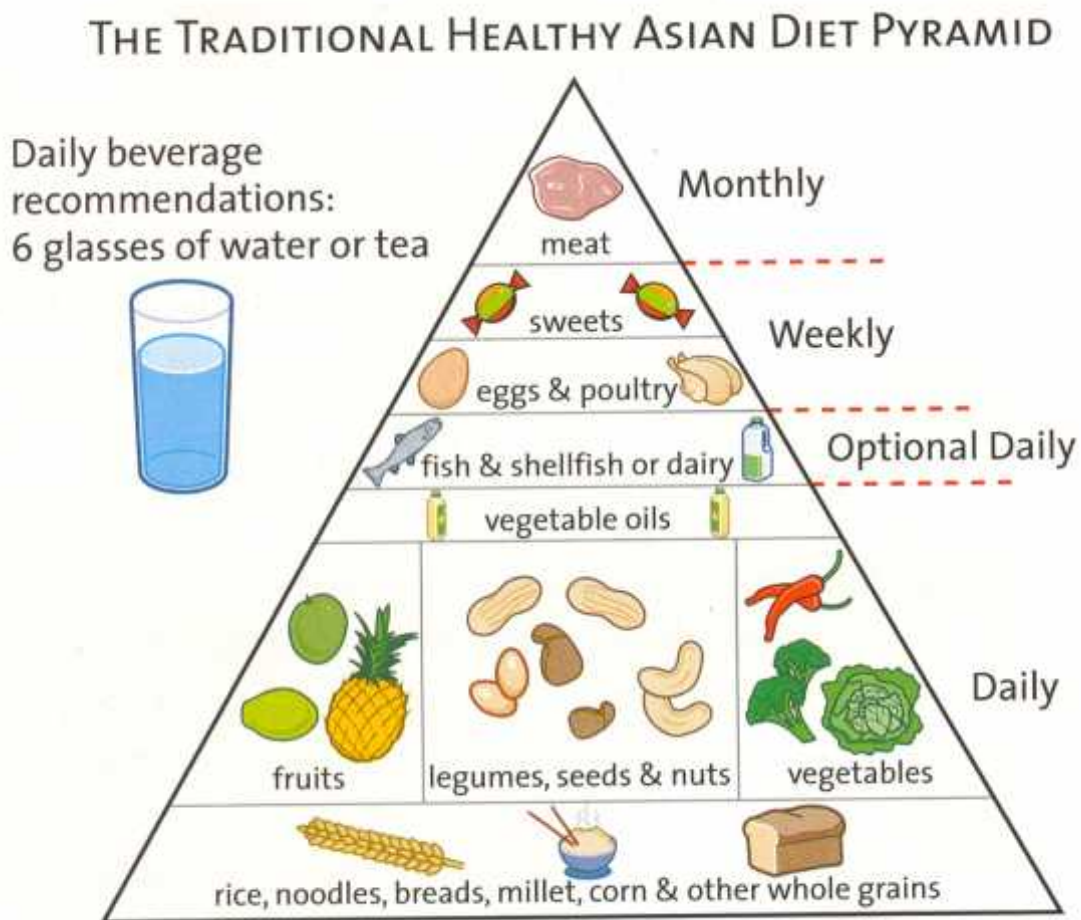 THE TRADITIONAL HEALTHY ASIAN DIET PYRAMID
Daily beverage
recommendations:
6 glasses of water or tea
Monthly
meat
sweets
Weekly
eggs & poultry
Optional Daily
fish & shellfish or dairy
vegetable oils
Daily
fruits
legumes, seeds & nuts
vegetables
rice, noodles, breads, millet, corn & other whole grains